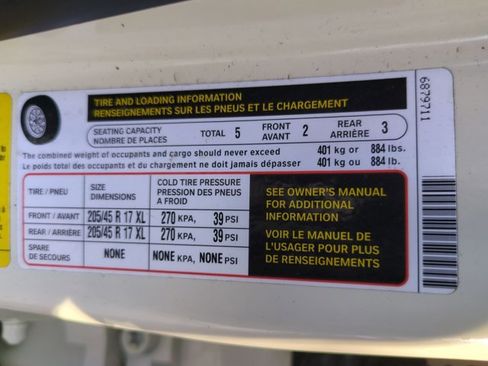 TIRE AND LOADING INFORMATION
RENSEIGNEMENTS SUR LES PNEUS ET LE CHARGEMENT
SEATING CAPACITY TOTAL 5 FRONT 2 REAR 3
NOMBRE DE PLACES AVANT ARRIÈRE
The combined weight of occupants and cargo should never exceed 401 kg or 884 lbs.
Le poids total des occupants et du chargement ne doit jamais dépasser 401 kg ou 884 lb.
TIRE / PNEU SIZE COLD TIRE PRESSURE
DIMENSIONS PRESSION DES PNEUS
A FROID
FRONT / AVANT 205/45 R 17 XL 270 KPA, 39 PSI
REAR / ARRIÈRE 205/45 R 17 XL 270 KPA, 39 PSI
SPARE NONE NONE KPA, NONE PSI
DE SECOURS
SEE OWNER'S MANUAL
FOR ADDITIONAL
INFORMATION
VOIR LE MANUEL DE
L'USAGER POUR PLUS
DE RENSEIGNEMENTS
6879711